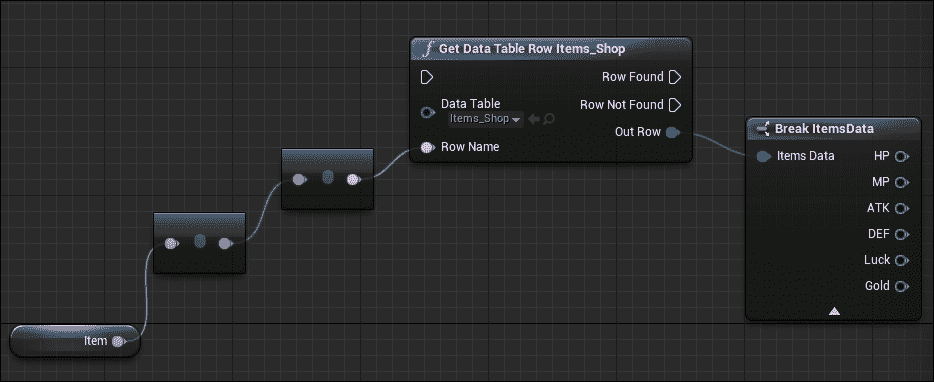 Get Data Table Row Items_Shop
Row Found
Data Table
Items_Shop
Row Not Found
Out Row
Row Name
Break ItemsData
Items Data
HP
MP
ATK
DEF
Luck
Gold
Item